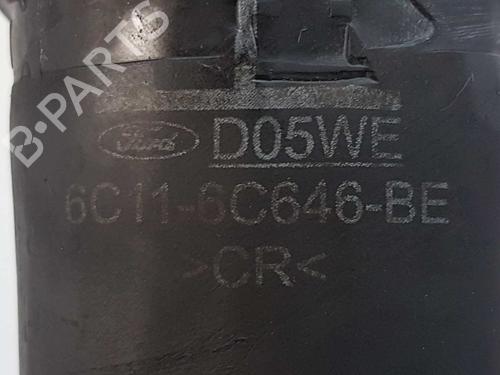 B-PARTS
Ford D05WE
6C11-6C646-BE
>CR<